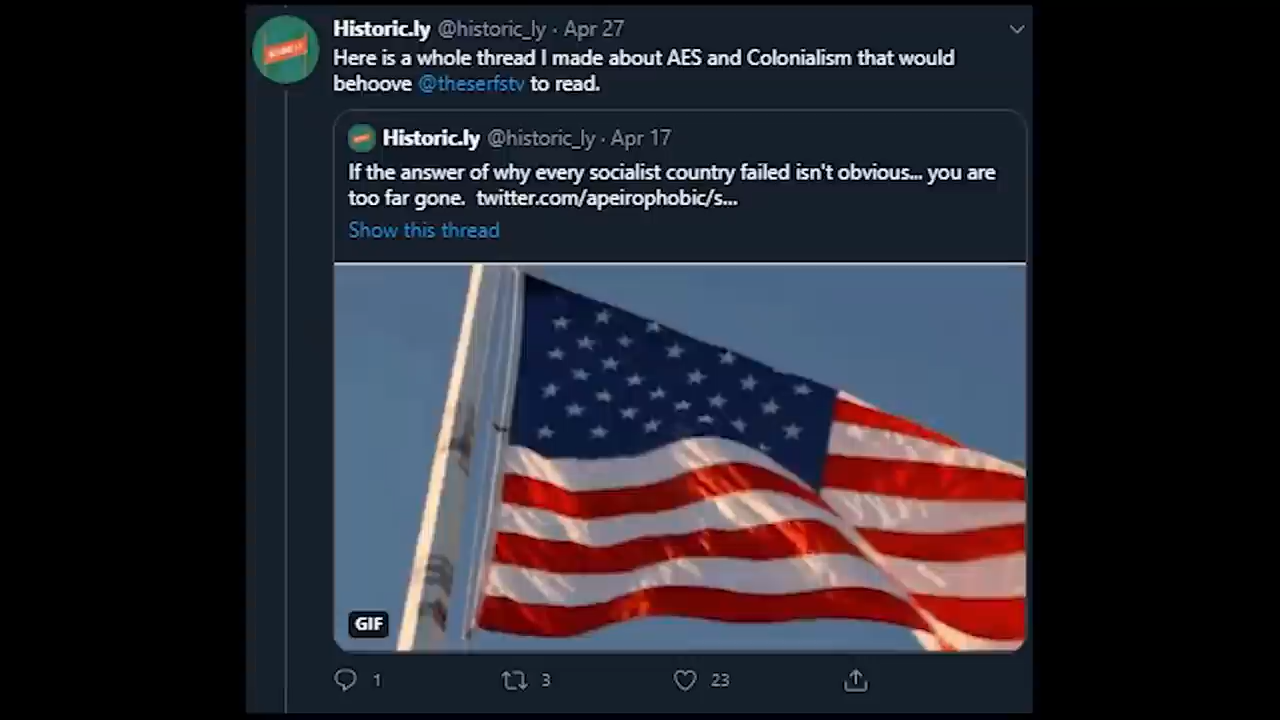 Historic.ly @historic_ly · Apr 27
Here is a whole thread I made about AES and Colonialism that would
behoove @theserfstv to read.
Historic.ly @historic_ly · Apr 17
If the answer of why every socialist country failed isn't obvious... you are
too far gone. twitter.com/apeirophobic/s...
Show this thread
GIF
1 3 23